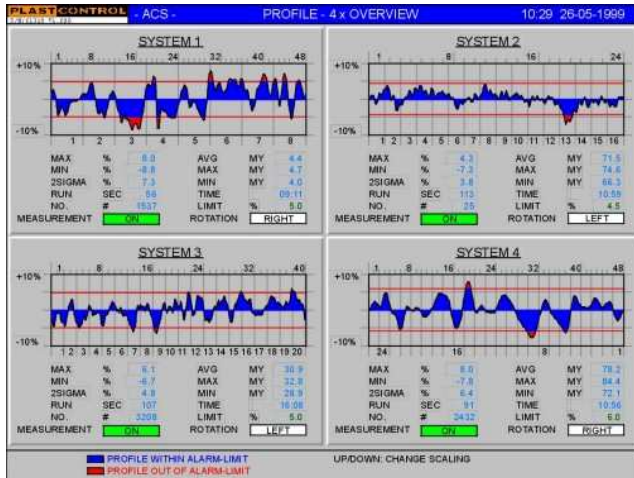 PLAST CONTROL - ACS - PROFILE - 4 x OVERVIEW 10:29 26-05-1999
SYSTEM 1
1 8 16 24 32 40 48
+10%
-10%
1 2 3 4 5 6 7 8
MAX % 8.0 AVG MY 4.4
MIN % -8.8 MAX MY 4.7
2SIGMA % 7.3 MIN MY 4.0
RUN SEC 56 TIME 09:11
NO. # 1537 LIMIT % 5.0
MEASUREMENT ON ROTATION RIGHT
SYSTEM 2
1 8 16 24
+10%
-10%
1 2 3 4 5 6 7 8 9 10 11 12 13 14 15 16
MAX % 4.3 AVG MY 71.5
MIN % -7.3 MAX MY 74.6
2SIGMA % 3.8 MIN MY 66.3
RUN SEC 113 TIME 10:59
NO. # 25 LIMIT % 4.5
MEASUREMENT ON ROTATION LEFT
SYSTEM 3
1 8 16 24 32 40
+10%
-10%
1 2 3 4 5 6 7 8 9 10 11 12 13 14 15 16 17 18 19 20
MAX % 6.1 AVG MY 30.9
MIN % -6.7 MAX MY 32.8
2SIGMA % 4.8 MIN MY 28.9
RUN SEC 107 TIME 16:08
NO. # 3208 LIMIT % 5.0
MEASUREMENT ON ROTATION LEFT
SYSTEM 4
1 8 16 24 32 40 48
+10%
-10%
24 16 8 1
MAX % 8.0 AVG MY 78.2
MIN % -7.8 MAX MY 84.4
2SIGMA % 6.4 MIN MY 72.1
RUN SEC 91 TIME 10:56
NO. # 2432 LIMIT % 6.0
MEASUREMENT ON ROTATION RIGHT
PROFILE WITHIN ALARM-LIMIT UP/DOWN: CHANGE SCALING
PROFILE OUT OF ALARM-LIMIT